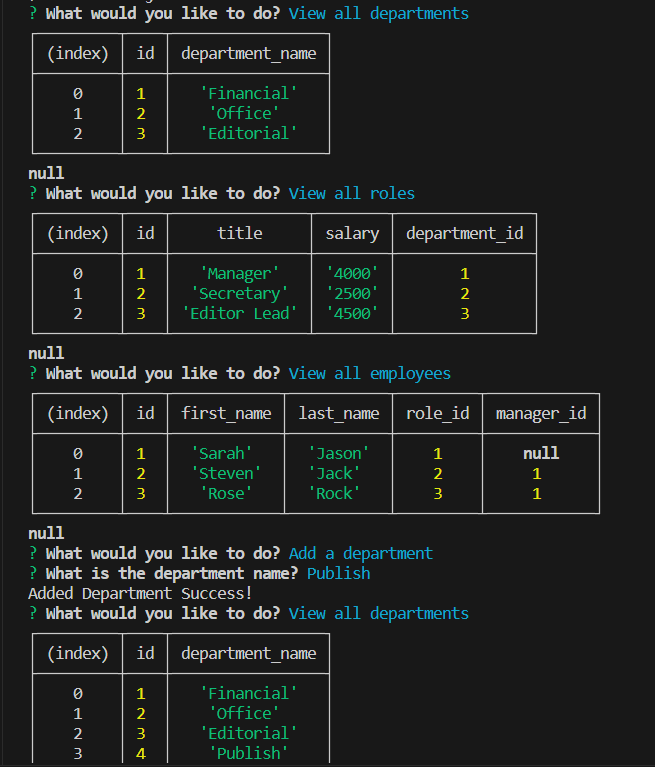 ? What would you like to do? View all departments
(index) id department_name
0 1 'Financial'
1 2 'Office'
2 3 'Editorial'
null
? What would you like to do? View all roles
(index) id title salary department_id
0 1 'Manager' '4000' 1
1 2 'Secretary' '2500' 2
2 3 'Editor Lead' '4500' 3
null
? What would you like to do? View all employees
(index) id first_name last_name role_id manager_id
0 1 'Sarah' 'Jason' 1 null
1 2 'Steven' 'Jack' 2 1
2 3 'Rose' 'Rock' 3 1
null
? What would you like to do? Add a department
? What is the department name? Publish
Added Department Success!
? What would you like to do? View all departments
(index) id department_name
0 1 'Financial'
1 2 'Office'
2 3 'Editorial'
3 4 'Publish'